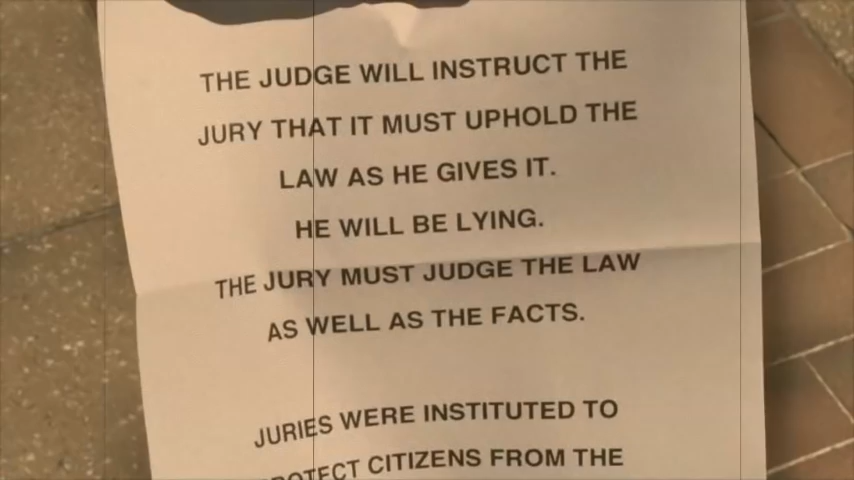 THE JUDGE WILL INSTRUCT THE
JURY THAT IT MUST UPHOLD THE
LAW AS HE GIVES IT.
HE WILL BE LYING.
THE JURY MUST JUDGE THE LAW
AS WELL AS THE FACTS.
JURIES WERE INSTITUTED TO
PROTECT CITIZENS FROM THE